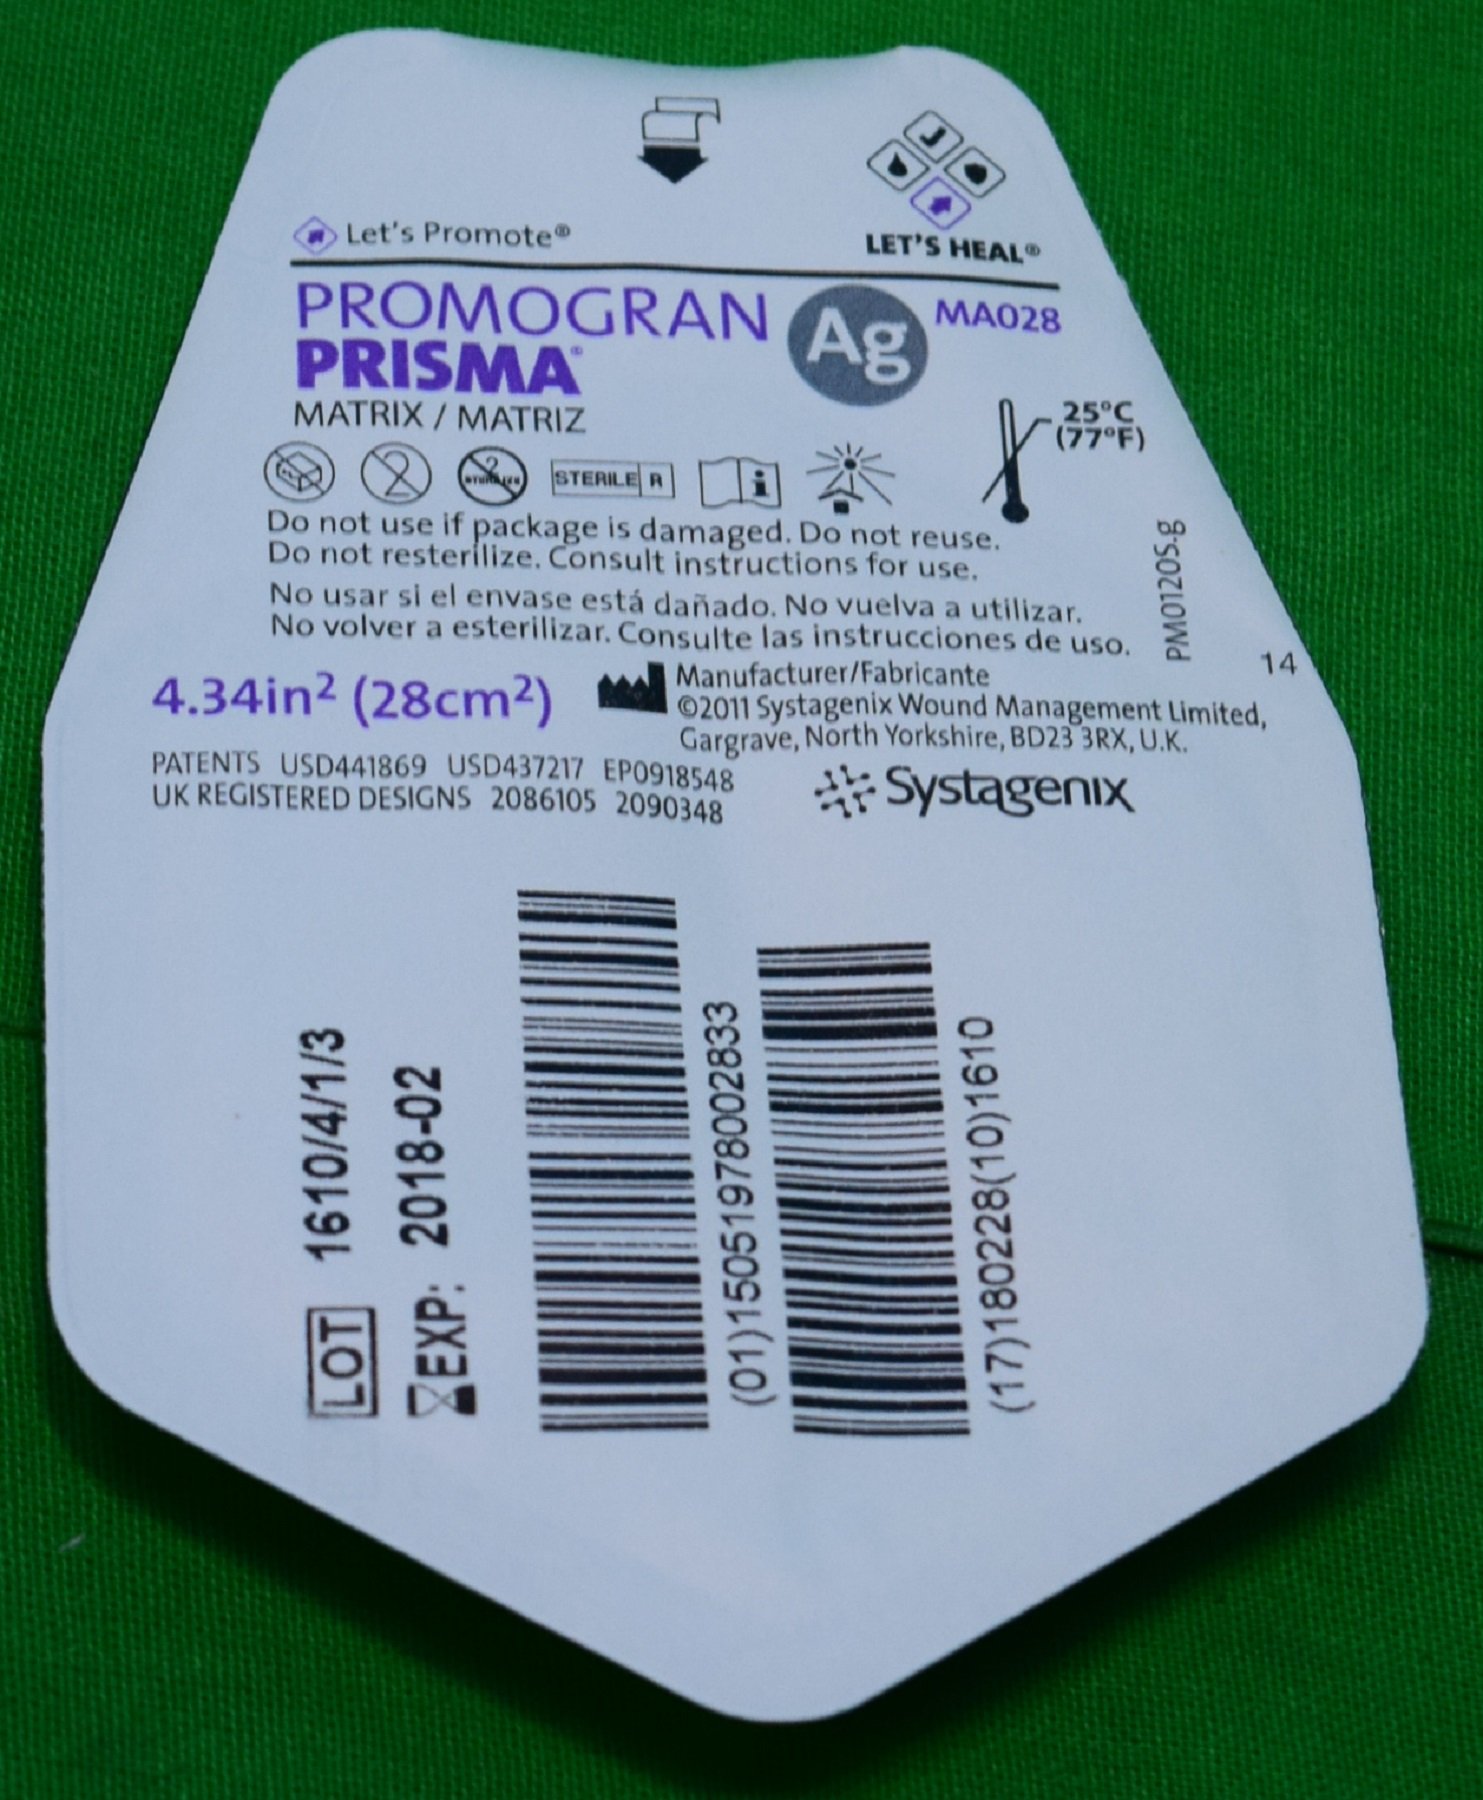 Let's Promote®
LET'S HEAL®
PROMOGRAN
PRISMA®
Ag
MA028
MATRIX / MATRIZ
25°C
(77°F)
2
2
STERILE R
i
Do not use if package is damaged. Do not reuse.
Do not resterilize. Consult instructions for use.
No usar si el envase está dañado. No vuelva a utilizar.
No volver a esterilizar. Consulte las instrucciones de uso.
PM0120S.g
14
4.34in² (28cm²)
Manufacturer/Fabricante
©2011 Systagenix Wound Management Limited,
Gargrave, North Yorkshire, BD23 3RX, U.K.
PATENTS USD441869 USD437217 EP0918548
UK REGISTERED DESIGNS 2086105 2090348
Systagenix
LOT 1610/4/1/3
EXP: 2018-02
(01)15051978002833
(17)180228(10)1610